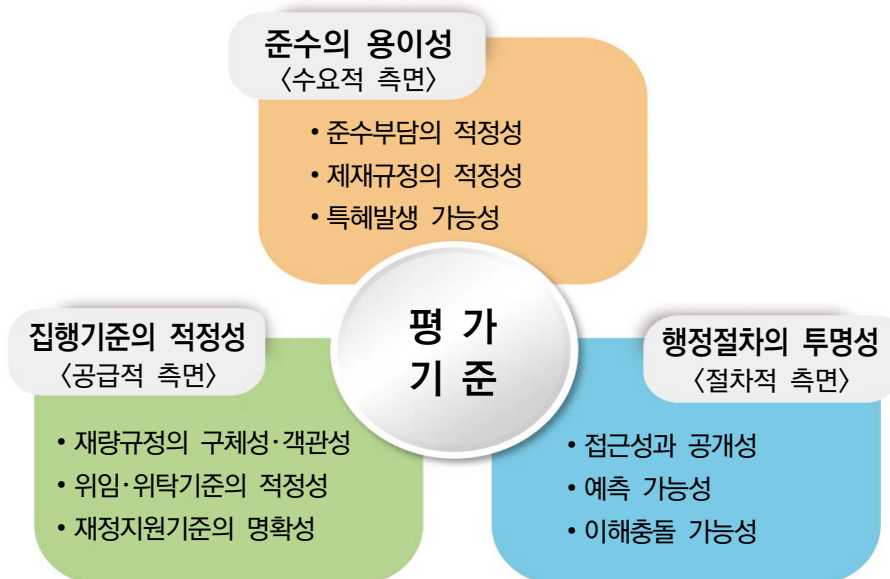 준수의 용이성
〈수요적 측면〉
• 준수부담의 적정성
• 제재규정의 적정성
• 특혜발생 가능성
평 가
기 준
집행기준의 적정성
〈공급적 측면〉
• 재량규정의 구체성·객관성
• 위임·위탁기준의 적정성
• 재정지원기준의 명확성
행정절차의 투명성
〈절차적 측면〉
• 접근성과 공개성
• 예측 가능성
• 이해충돌 가능성